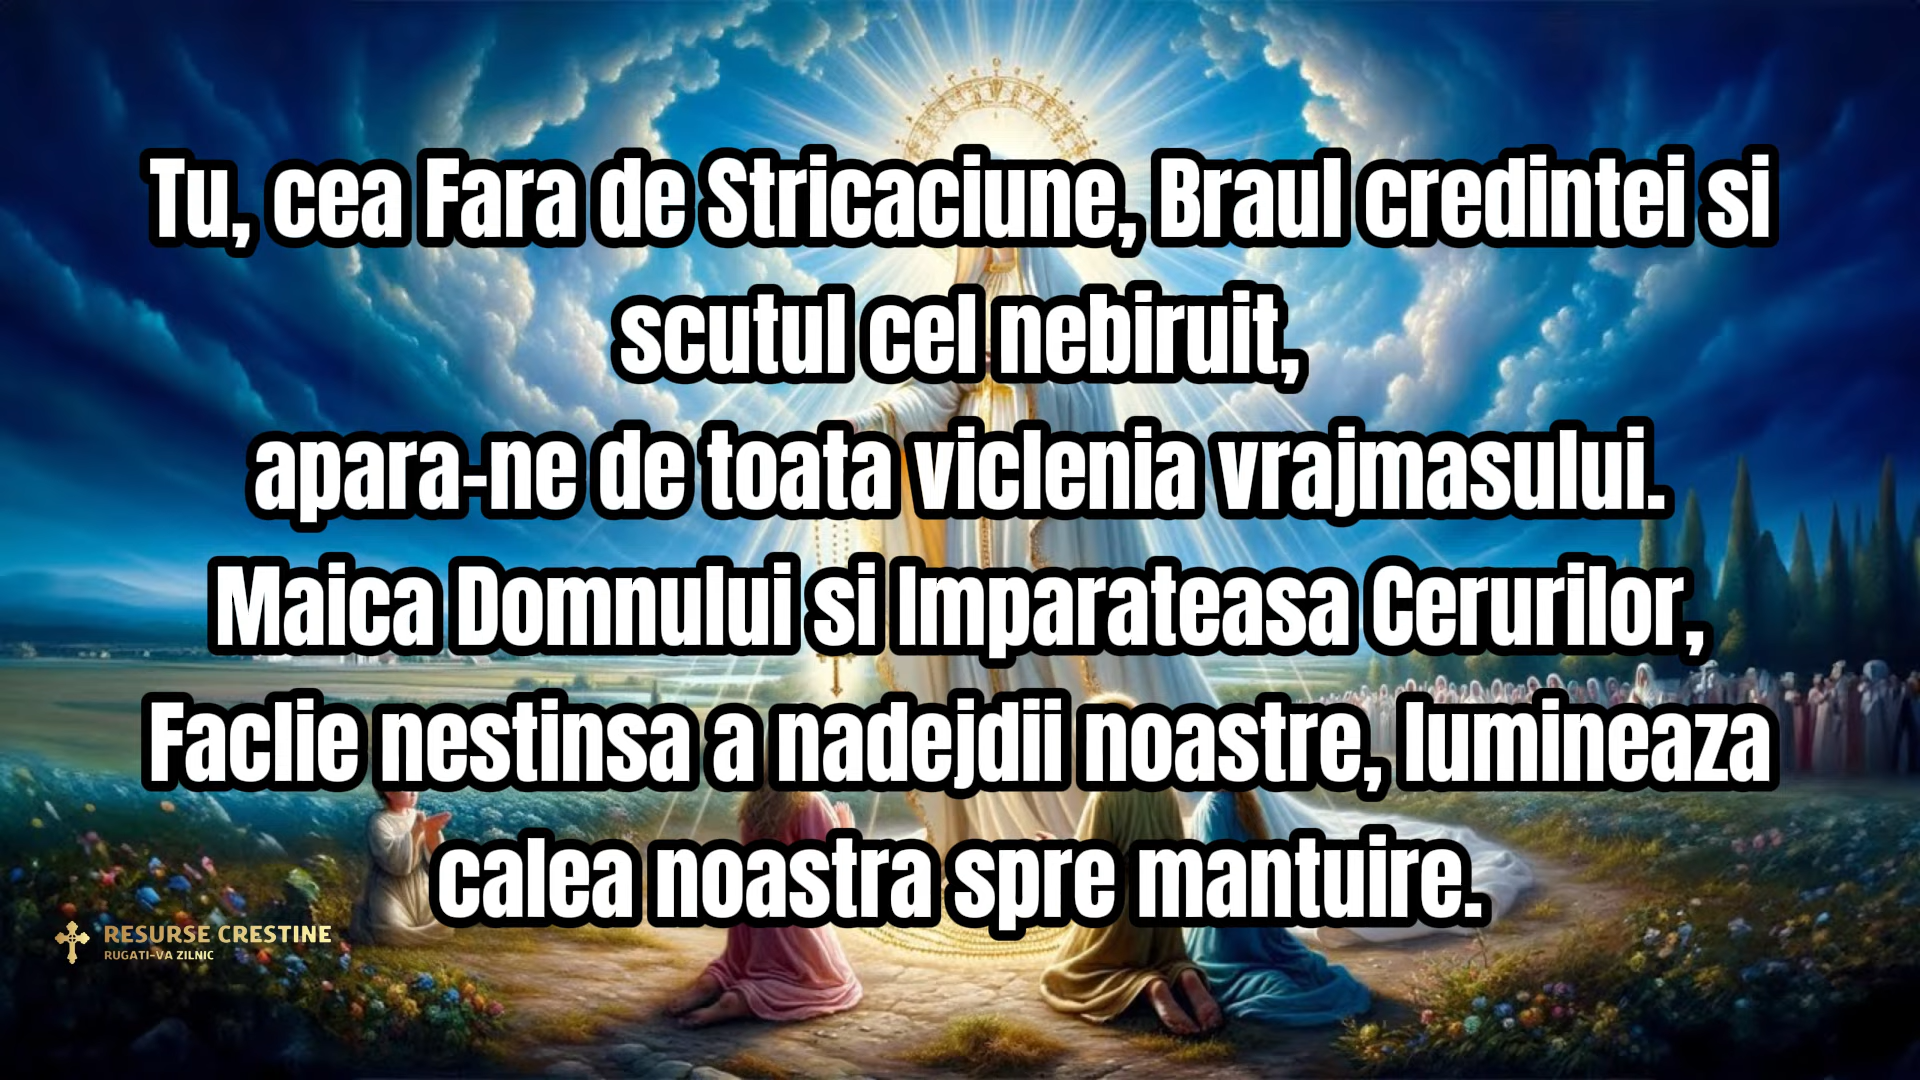 Tu, cea Fara de Stricaciune, Braul credintei si
scutul cel nebiruit,
apara-ne de toata viclenia vrajmasului.
Maica Domnului si Imparateasa Cerurilor,
Faclie nestinsa a nadejdii noastre, lumineaza
calea noastra spre mantuire.
RESURSE CRESTINE
RUGATI-VA ZILNIC